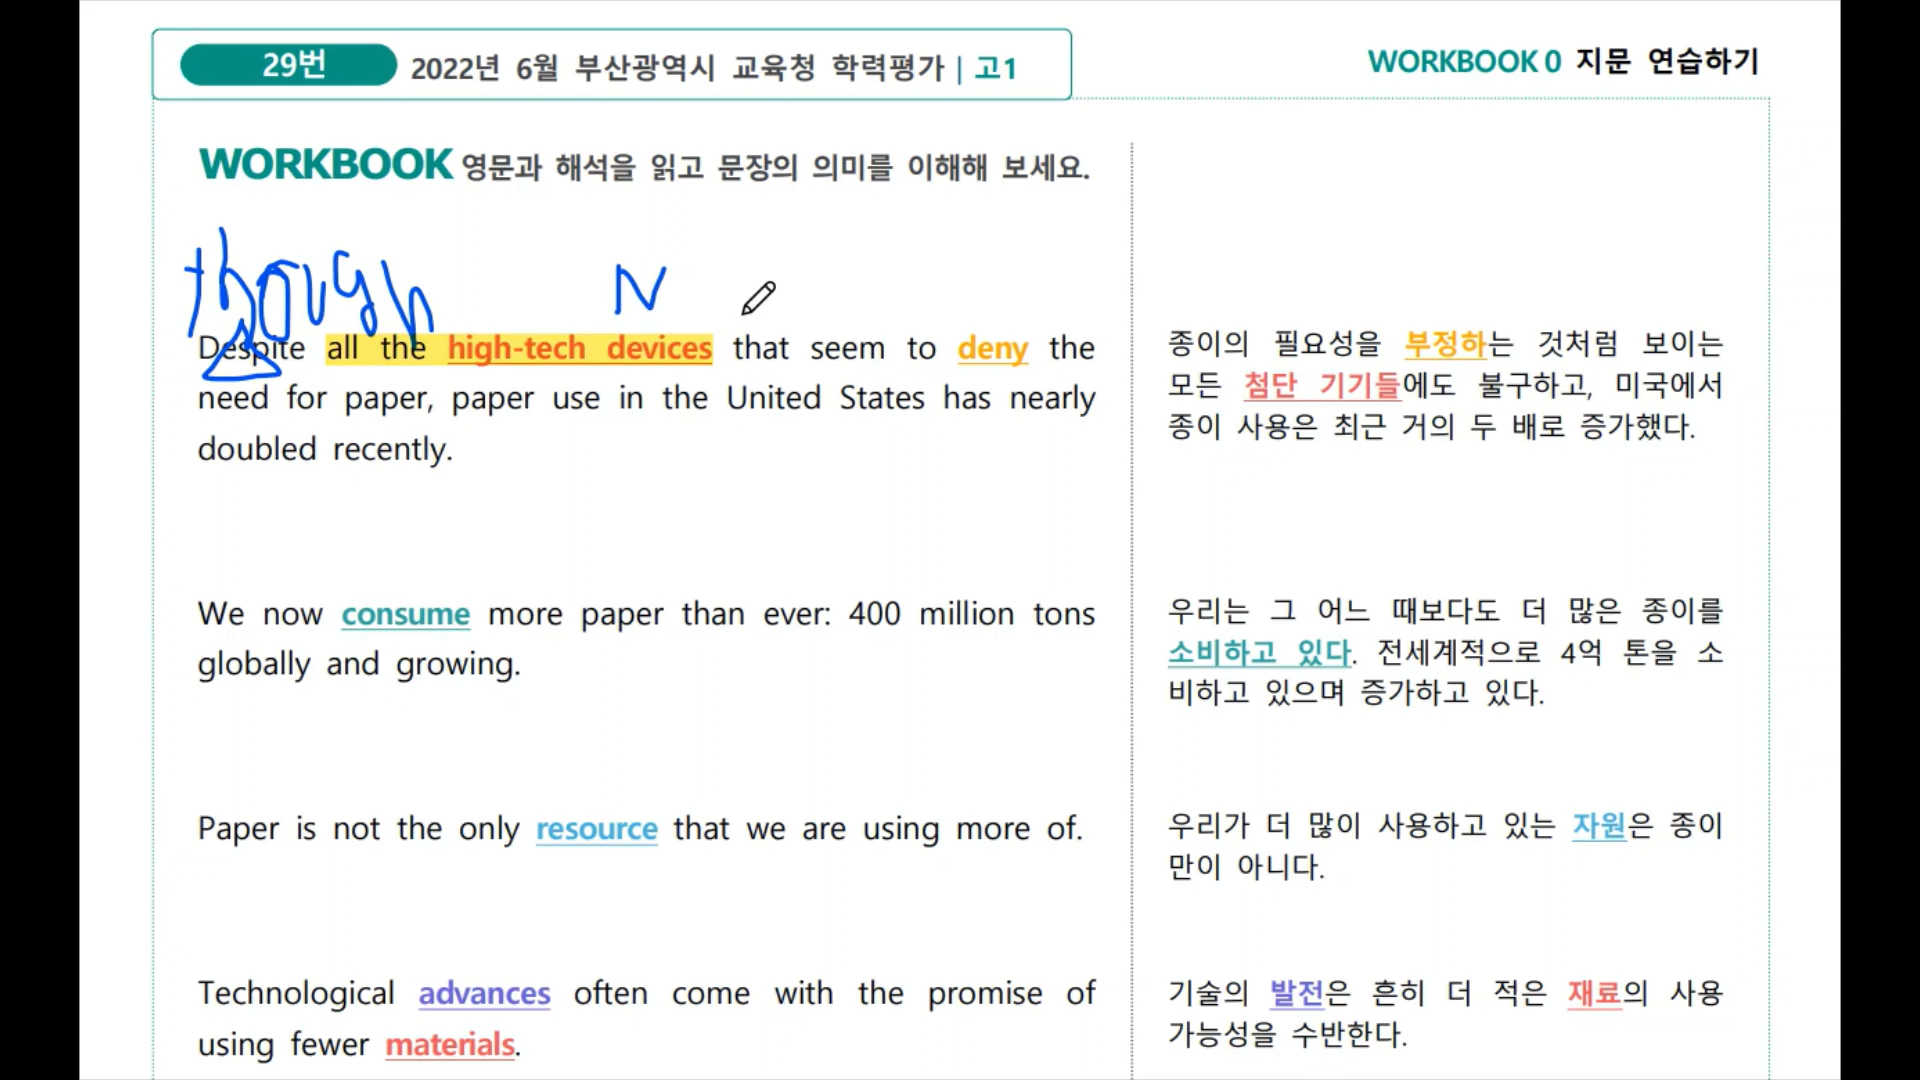 29번 2022년 6월 부산광역시 교육청 학력평가 | 고1
WORKBOOK 0 지문 연습하기
WORKBOOK 영문과 해석을 읽고 문장의 의미를 이해해 보세요.
though N
Despite all the high-tech devices that seem to deny the
need for paper, paper use in the United States has nearly
doubled recently.
종이의 필요성을 부정하는 것처럼 보이는
모든 첨단 기기들에도 불구하고, 미국에서
종이 사용은 최근 거의 두 배로 증가했다.
We now consume more paper than ever: 400 million tons
globally and growing.
우리는 그 어느 때보다도 더 많은 종이를
소비하고 있다. 전세계적으로 4억 톤을 소
비하고 있으며 증가하고 있다.
Paper is not the only resource that we are using more of.
우리가 더 많이 사용하고 있는 자원은 종이
만이 아니다.
Technological advances often come with the promise of
using fewer materials.
기술의 발전은 흔히 더 적은 재료의 사용
가능성을 수반한다.